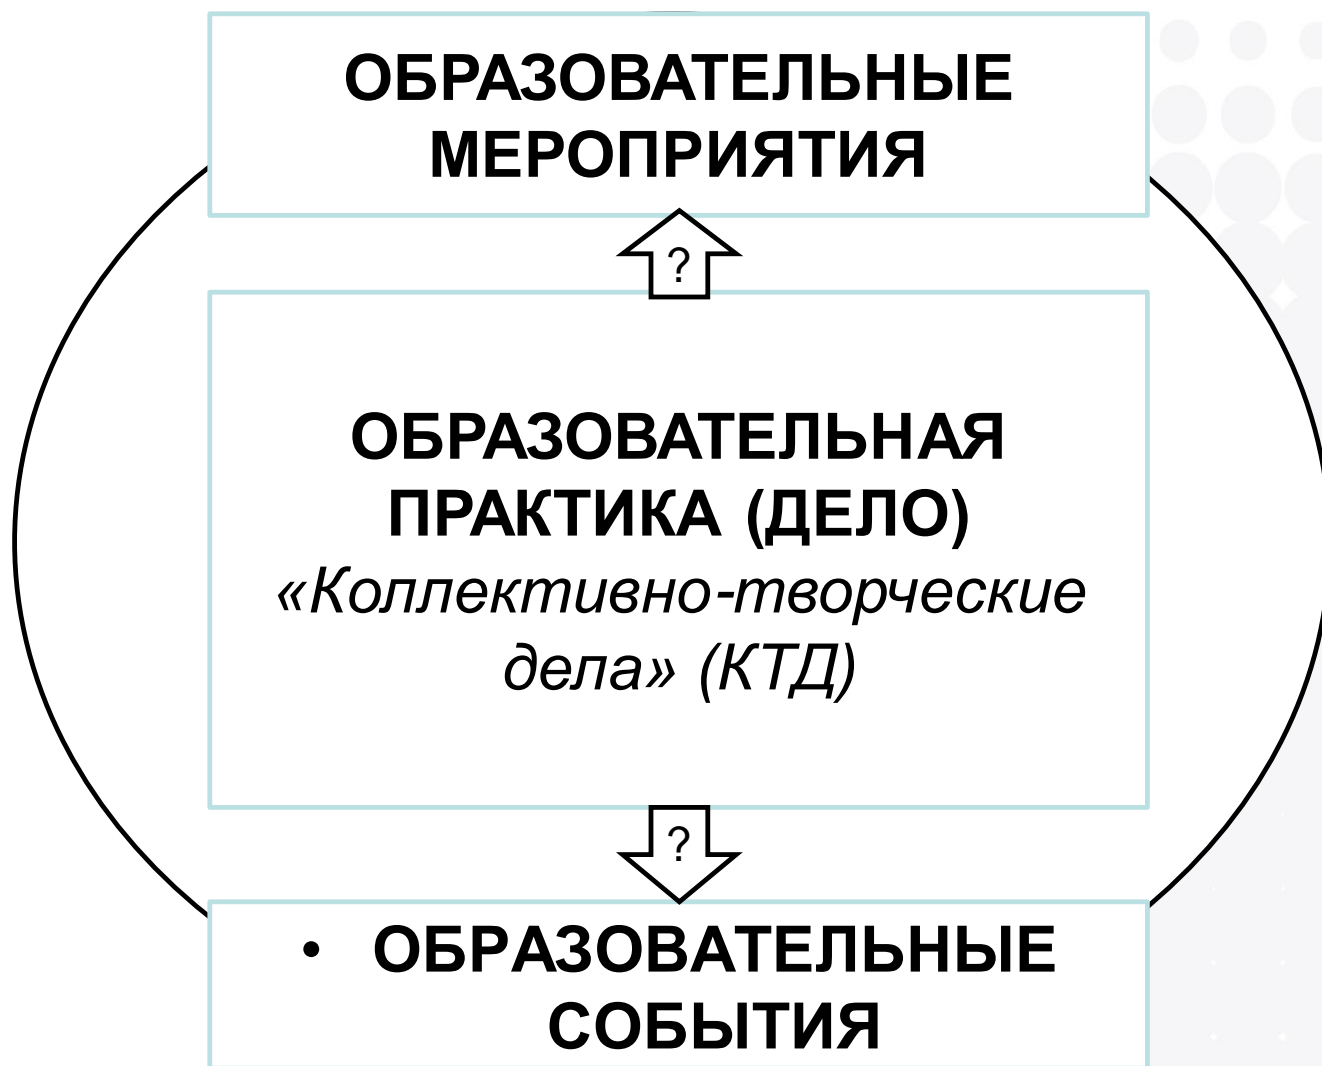 ОБРАЗОВАТЕЛЬНЫЕ
МЕРОПРИЯТИЯ
?
ОБРАЗОВАТЕЛЬНАЯ
ПРАКТИКА (ДЕЛО)
«Коллективно-творческие
дела» (КТД)
?
• ОБРАЗОВАТЕЛЬНЫЕ
СОБЫТИЯ